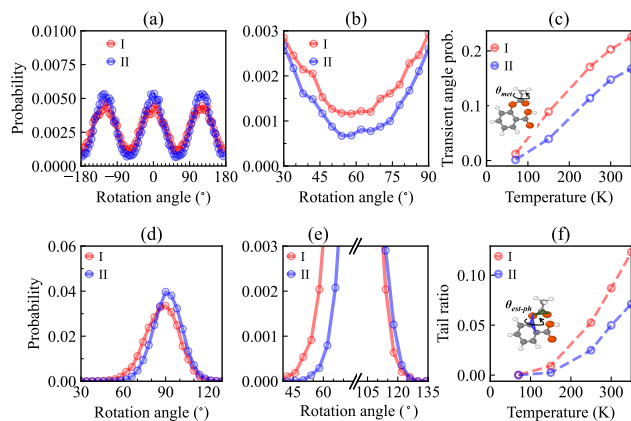 (a)
Probability
0.0100
0.0075
0.0050
0.0025
0.0000
I
II
−180
−90
0
90
180
Rotation angle (°)
(b)
0.003
0.002
0.001
0.000
I
II
30
45
60
75
90
Rotation angle (°)
(c)
Transient angle prob.
0.2
0.1
0.0
I
II
θmet
0
100
200
300
Temperature (K)
(d)
Probability
0.06
0.04
0.02
0.00
I
II
30
60
90
120
Rotation angle (°)
(e)
0.003
0.002
0.001
0.000
I
II
45
60
105
120
135
Rotation angle (°)
(f)
Tail ratio
0.10
0.05
0.00
I
II
θest-ph
0
100
200
300
Temperature (K)